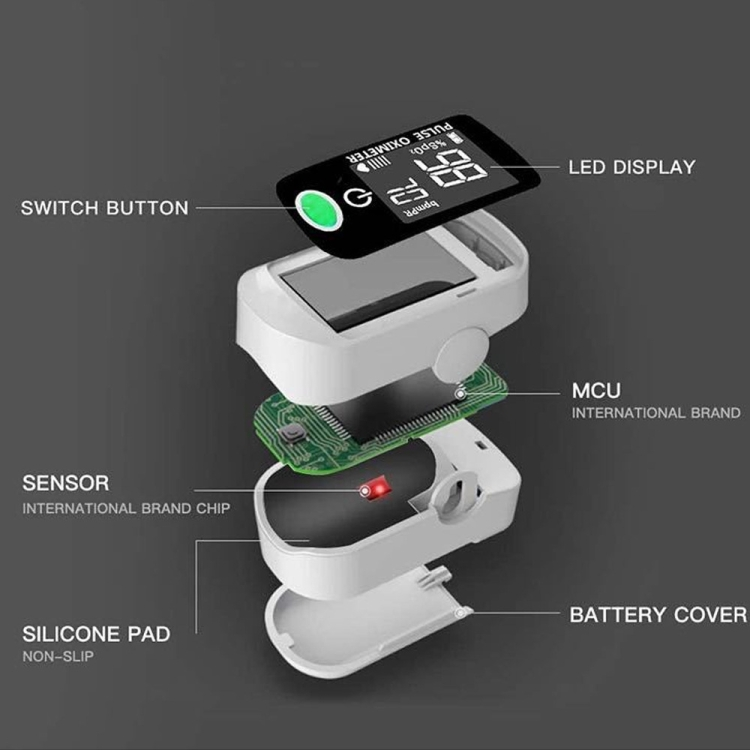 PULSE OXIMETER
%SpO₂
98
bpmPR
LED DISPLAY
SWITCH BUTTON
MCU
INTERNATIONAL BRAND
SENSOR
INTERNATIONAL BRAND CHIP
SILICONE PAD
NON-SLIP
BATTERY COVER